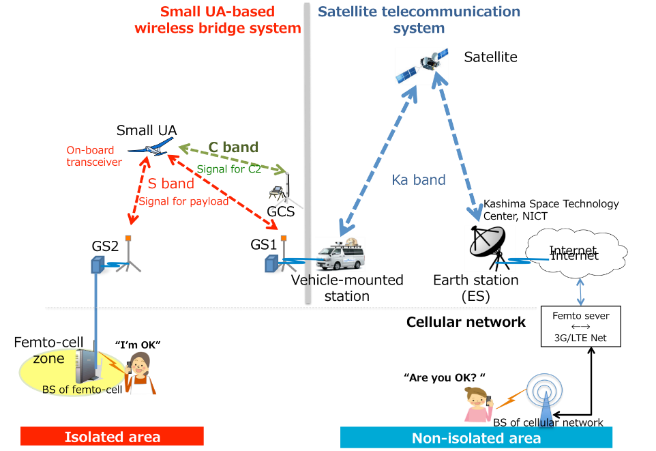 Small UA-based
wireless bridge system
Satellite telecommunication
system
Satellite
Small UA
On-board
transceiver
C band
Signal for C2
S band
Signal for payload
GCS
Ka band
Kashima Space Technology
Center, NICT
GS2
GS1
Vehicle-mounted
station
Earth station
(ES)
Internet
Internet
Cellular network
Femto sever
3G/LTE Net
Femto-cell
zone
"I'm OK"
BS of femto-cell
"Are you OK? "
BS of cellular network
Isolated area
Non-isolated area